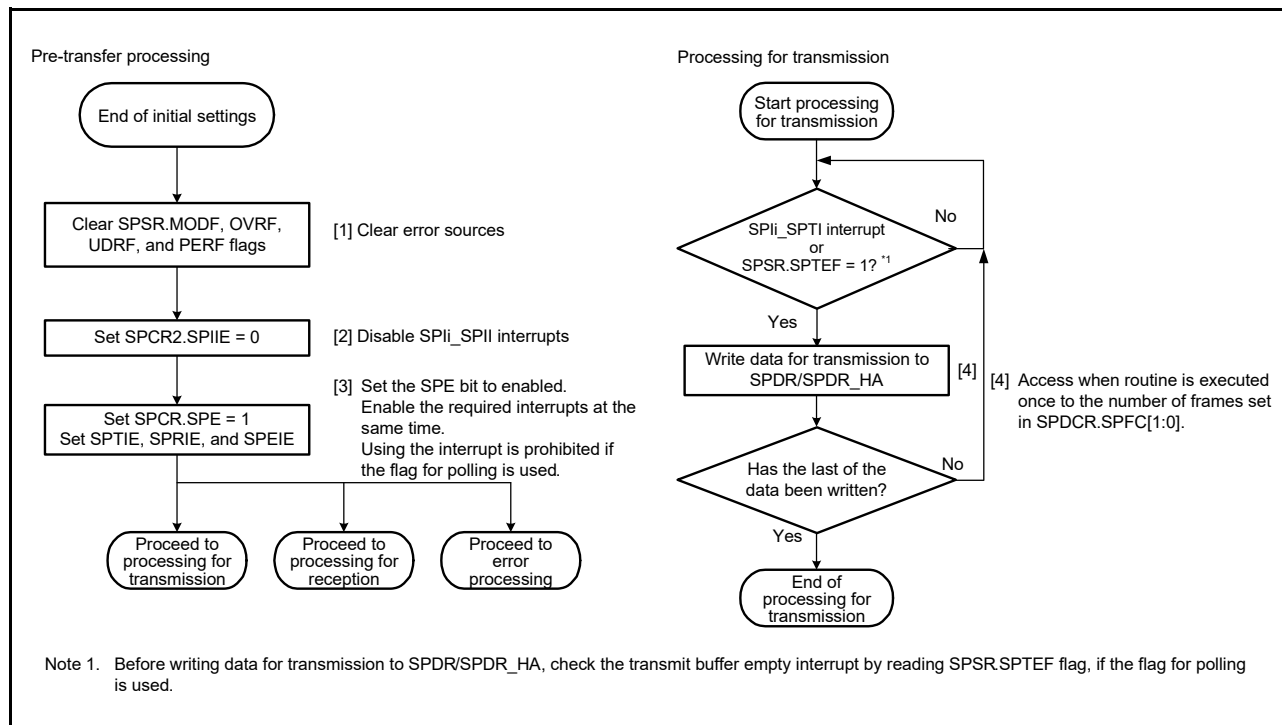 Pre-transfer processing
End of initial settings
Clear SPSR.MODF, OVRF,
UDRF, and PERF flags
[1] Clear error sources
Set SPCR2.SPIIE = 0
[2] Disable SPIi_SPII interrupts
Set SPCR.SPE = 1
Set SPTIE, SPRIE, and SPEIE
[3] Set the SPE bit to enabled.
Enable the required interrupts at the
same time.
Using the interrupt is prohibited if
the flag for polling is used.
Proceed to
processing for
transmission
Proceed to
processing for
reception
Proceed to
error
processing
Processing for transmission
Start processing
for transmission
SPIi_SPTI interrupt
or
SPSR.SPTEF = 1? *1
No
Yes
Write data for transmission to
SPDR/SPDR_HA
[4]
[4] Access when routine is executed
once to the number of frames set
in SPDCR.SPFC[1:0].
Has the last of the
data been written?
No
Yes
End of
processing for
transmission
Note 1. Before writing data for transmission to SPDR/SPDR_HA, check the transmit buffer empty interrupt by reading SPSR.SPTEF flag, if the flag for polling
is used.